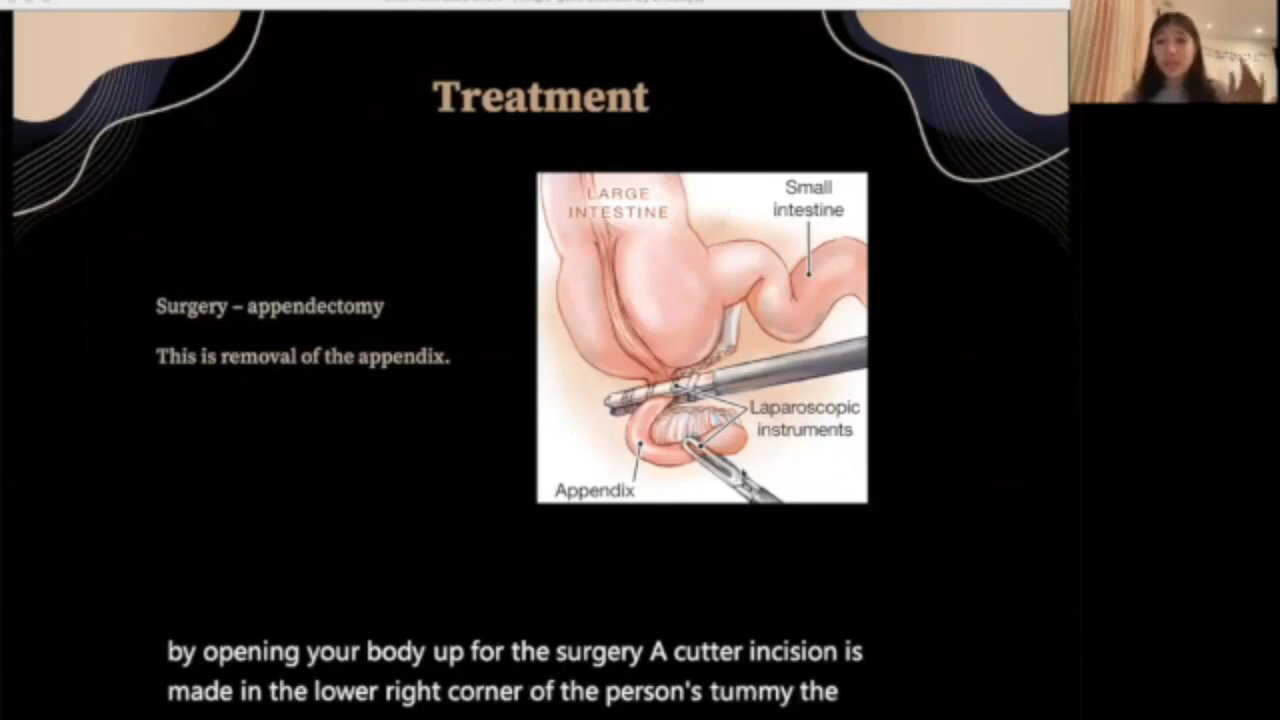 Treatment
Surgery – appendectomy
This is removal of the appendix.
LARGE
INTESTINE
Small
intestine
Laparoscopic
instruments
Appendix
by opening your body up for the surgery A cutter incision is
made in the lower right corner of the person's tummy the